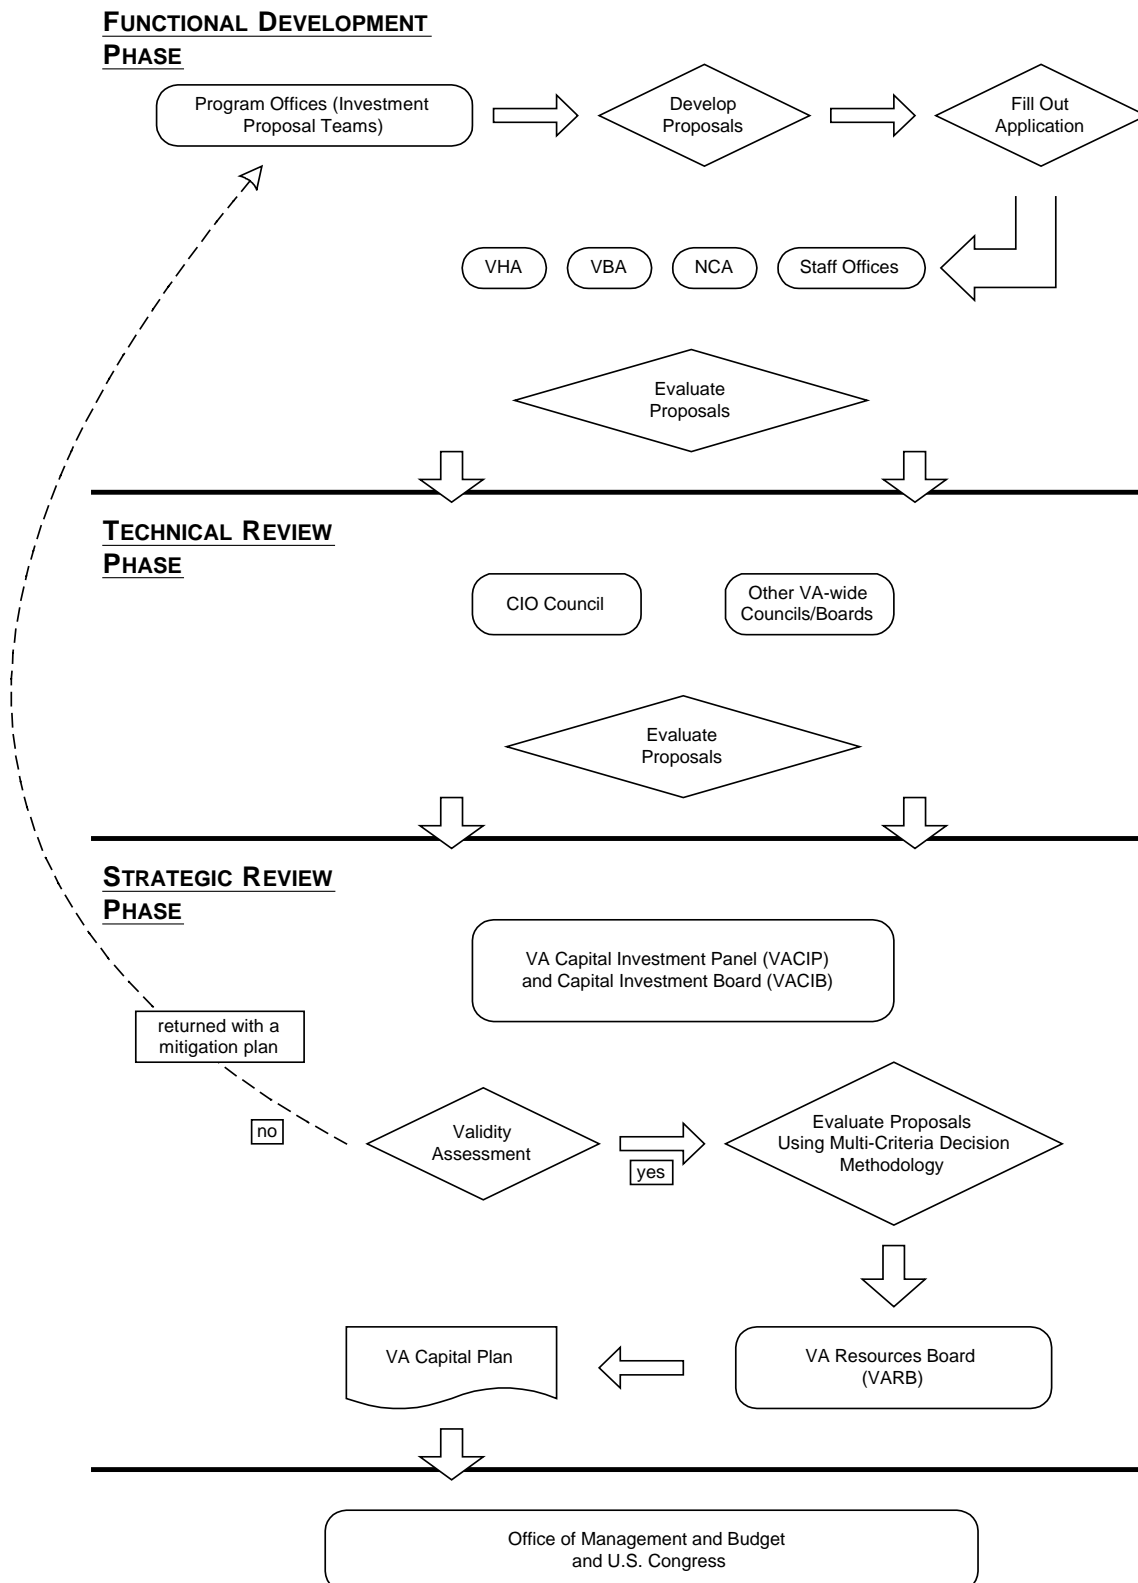 FUNCTIONAL DEVELOPMENT
PHASE
Program Offices (Investment
Proposal Teams)
Develop
Proposals
Fill Out
Application
VHA
VBA
NCA
Staff Offices
Evaluate
Proposals
TECHNICAL REVIEW
PHASE
CIO Council
Other VA-wide
Councils/Boards
Evaluate
Proposals
STRATEGIC REVIEW
PHASE
VA Capital Investment Panel (VACIP)
and Capital Investment Board (VACIB)
returned with a
mitigation plan
no
Validity
Assessment
yes
Evaluate Proposals
Using Multi-Criteria Decision
Methodology
VA Capital Plan
VA Resources Board
(VARB)
Office of Management and Budget
and U.S. Congress